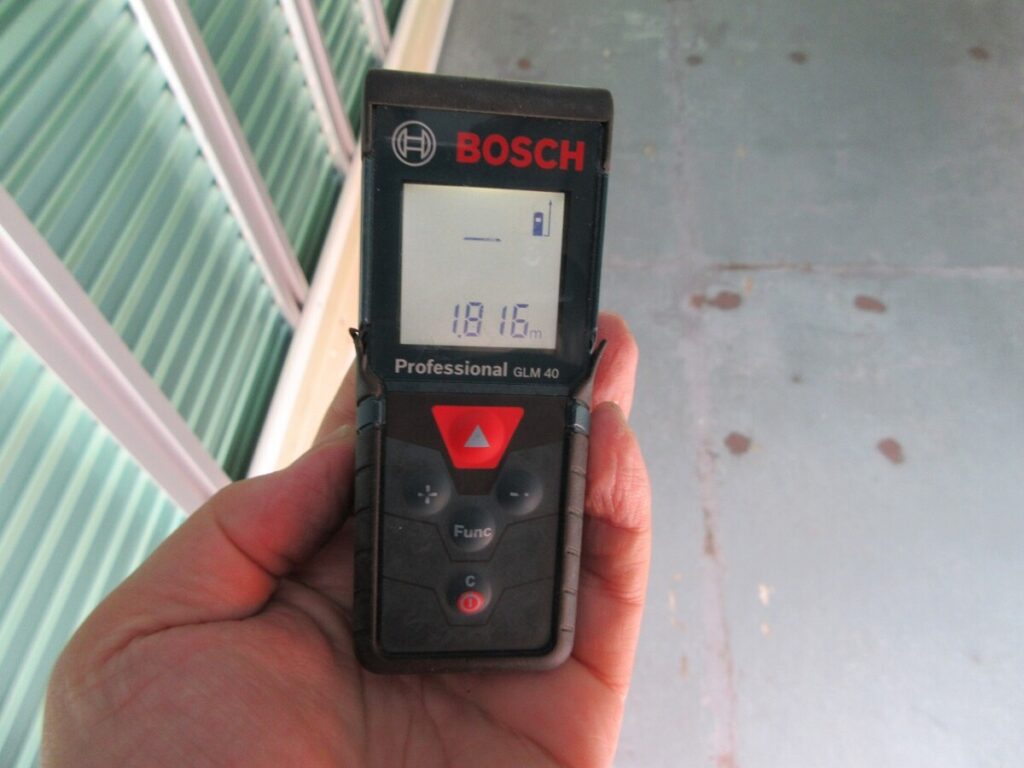 BOSCH
1.816m
Professional GLM 40
Func
C